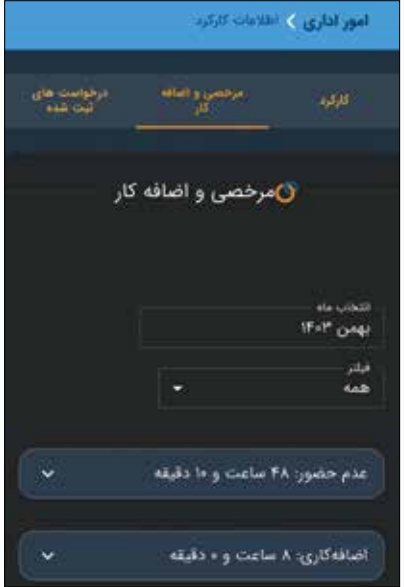 امور اداری › اطلاعات کارکرد
کارکرد
مرخصی و اضافه
کار
درخواست های
ثبت شده
مرخصی و اضافه کار
انتخاب ماه
بهمن ۱۴۰۳
فیلتر
همه
عدم حضور: ۴۸ ساعت و ۱۰ دقیقه
اضافه‌کاری: ۸ ساعت و ۰ دقیقه